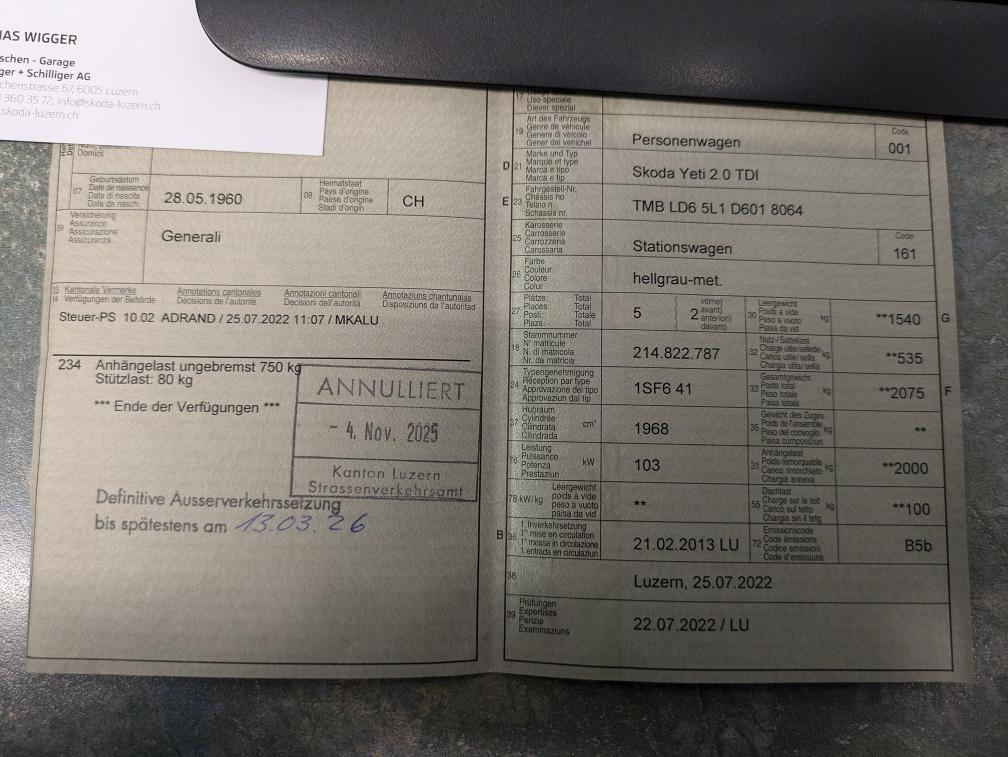 IAS WIGGER
schen - Garage
ger + Schilliger AG
chenstrasse 67, 6005 Luzern
360 35 72, info@skoda-luzern.ch
skoda-luzern.ch
Domicil
07 Geburtsdatum
Date de naissance
Data di nascita
Data da nasch.
28.05.1960
08 Heimatstaat
Pays d'origine
Paese d'origine
Stadi d'origin
CH
09 Versicherung
Assurance
Assicurazione
Assicuranza
Generali
13 Kantonale Vermerke Annotations cantonales Annotazioni cantonali Annotaziuns chantunalas
14 Verfügungen der Behörde Décisions de l'autorité Decisioni dell'autorità Disposiziuns da l'autoritad
Steuer-PS 10.02 ADRAND / 25.07.2022 11:07 / MKALU
234 Anhängelast ungebremst 750 kg
Stützlast: 80 kg
*** Ende der Verfügungen ***
ANNULLIERT
- 4. Nov. 2025
Kanton Luzern
Strassenverkehrsamt
Definitive Ausserverkehrssetzung
bis spätestens am 13.03.26
17
Uso speciale
Diever spezial
19 Art des Fahrzeugs
Genre de véhicule
Genere di veicolo
Gener dal vehichel
Personenwagen
Code
001
D 21 Marke und Typ
Marque et type
Marca e tipo
Marca e tip
Skoda Yeti 2.0 TDI
E 23 Fahrgestell-Nr.
Châssis no
Telaio n.
Schassis nr.
TMB LD6 5L1 D601 8064
25 Karosserie
Carrosserie
Carrozzeria
Carossaria
Stationswagen
Code
161
26 Farbe
Couleur
Colore
Colur
hellgrau-met.
27 Plätze: Total
Places: Total
Posti: Totale
Plazs: Total
5
2
vorne)
avant)
anteriori)
davant)
30 Leergewicht
Poids à vide
Peso a vuoto
Paisa da vid
kg
**1540
G
18 Stammnummer
N° matricule
N. di matricola
Nr. da matricla
214.822.787
32 Nutz-/Sattellast
Charge utile/sellette
Carico utile/sella
Chargia utila/sella
kg
**535
24 Typengenehmigung
Réception par type
Approvazione del tipo
Approvaziun dal tip
1SF6 41
33 Gesamtgewicht
Poids total
Peso totale
Paisa totala
kg
**2075
F
37 Hubraum
Cylindrée
Cilindrata
Cilindrada
cm³
1968
35 Gewicht des Zuges
Poids de l'ensemble
Peso del convoglio
Paisa cumposiziun
kg
**
76 Leistung
Puissance
Potenza
Prestaziun
kW
103
31 Anhängelast
Poids remorquable
Carico rimorchiato
Chargia annexa
kg
**2000
78 kW/kg
Leergewicht
poids à vide
peso a vuoto
paisa da vid
**
55 Dachlast
Charge sur le toit
Carico sul tetto
Chargia sin il tetg
kg
**100
B 36 1. Inverkehrsetzung
1re mise en circulation
1a messa in circolazione
1. entrada en circulaziun
21.02.2013 LU
72 Emissionscode
Code émissions
Codice emissioni
Code d'emissiuns
B5b
38
Luzern, 25.07.2022
39 Prüfungen
Expertises
Perizie
Examinaziuns
22.07.2022 / LU